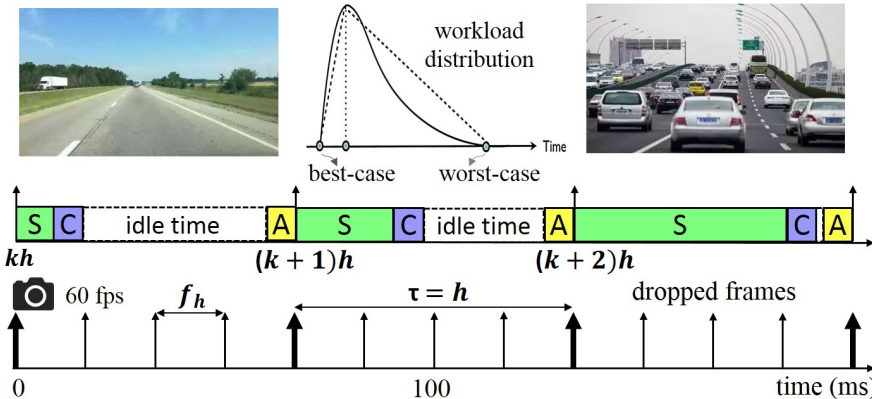 workload
distribution
Time
best-case
worst-case
S C idle time A S C idle time A S C A
kh
(k + 1)h
(k + 2)h
60 fps
f_h
τ = h
dropped frames
0
100
time (ms)